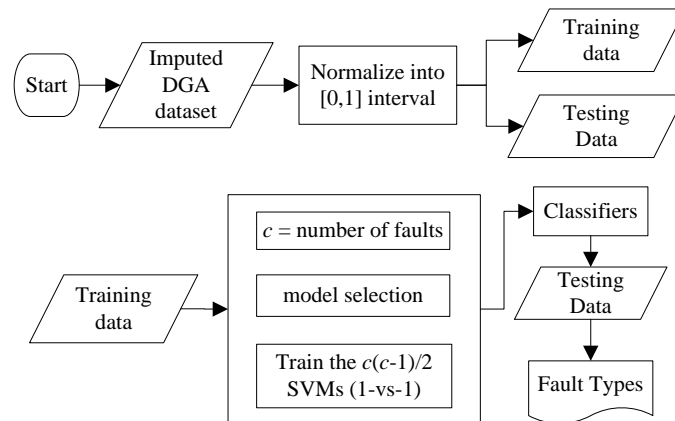 Start
Imputed
DGA
dataset
Normalize into
[0,1] interval
Training
data
Testing
Data
Training
data
c = number of faults
model selection
Train the c(c-1)/2
SVMs (1-vs-1)
Classifiers
Testing
Data
Fault Types